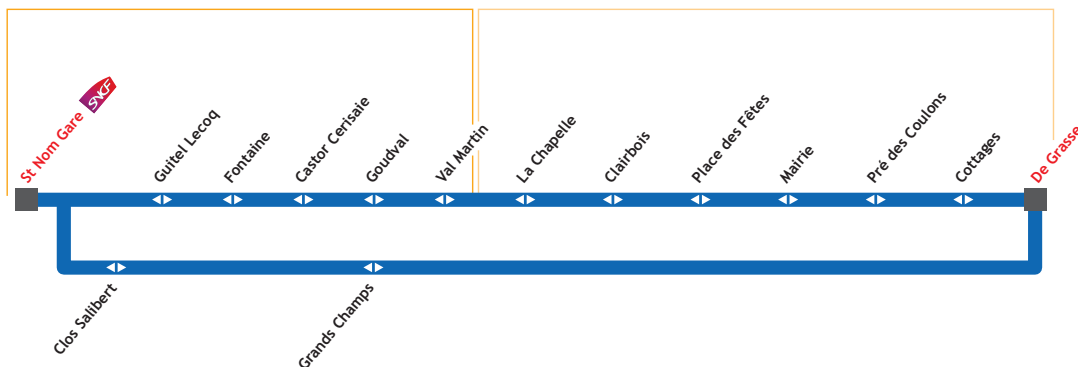 St Nom Gare
SNCF
Guitel Lecoq
Fontaine
Castor Cerisaie
Goudval
Val Martin
La Chapelle
Clairbois
Place des Fêtes
Mairie
Pré des Coulons
Cottages
De Grasse
Clos Salibert
Grands Champs